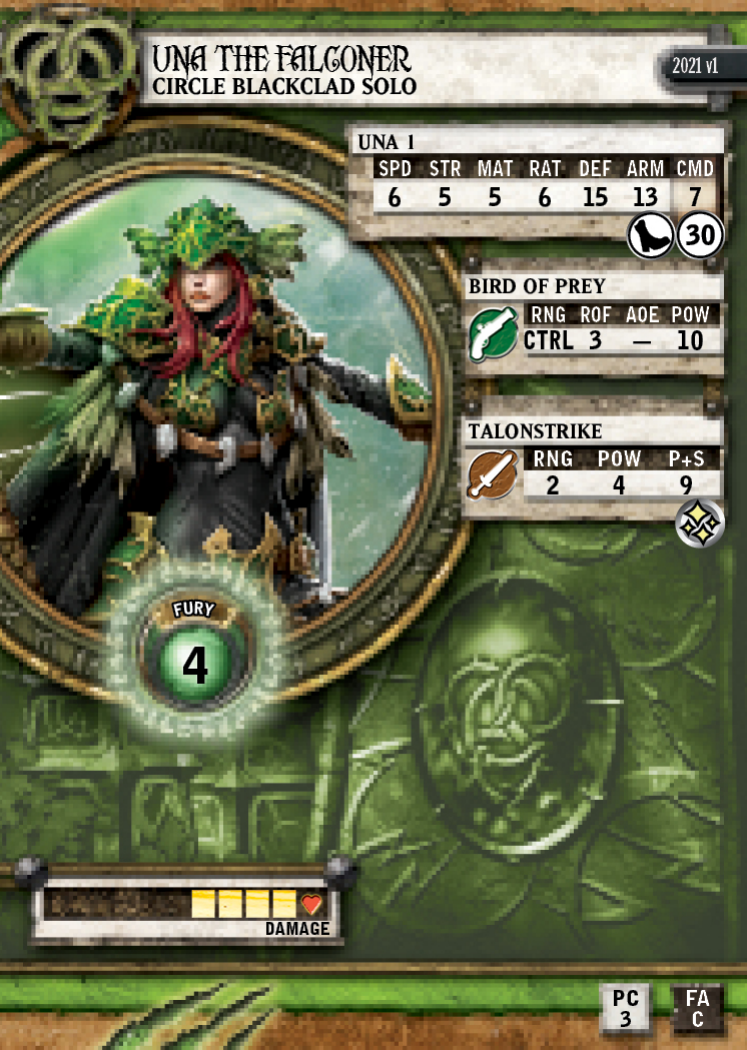 UNA THE FALCONER
CIRCLE BLACKCLAD SOLO
2021 v1
UNA 1
SPD STR MAT RAT DEF ARM CMD
6 5 5 6 15 13 7
30
BIRD OF PREY
RNG ROF AOE POW
CTRL 3 — 10
TALONSTRIKE
RNG POW P+S
2 4 9
FURY
4
DAMAGE
PC FA
3 C